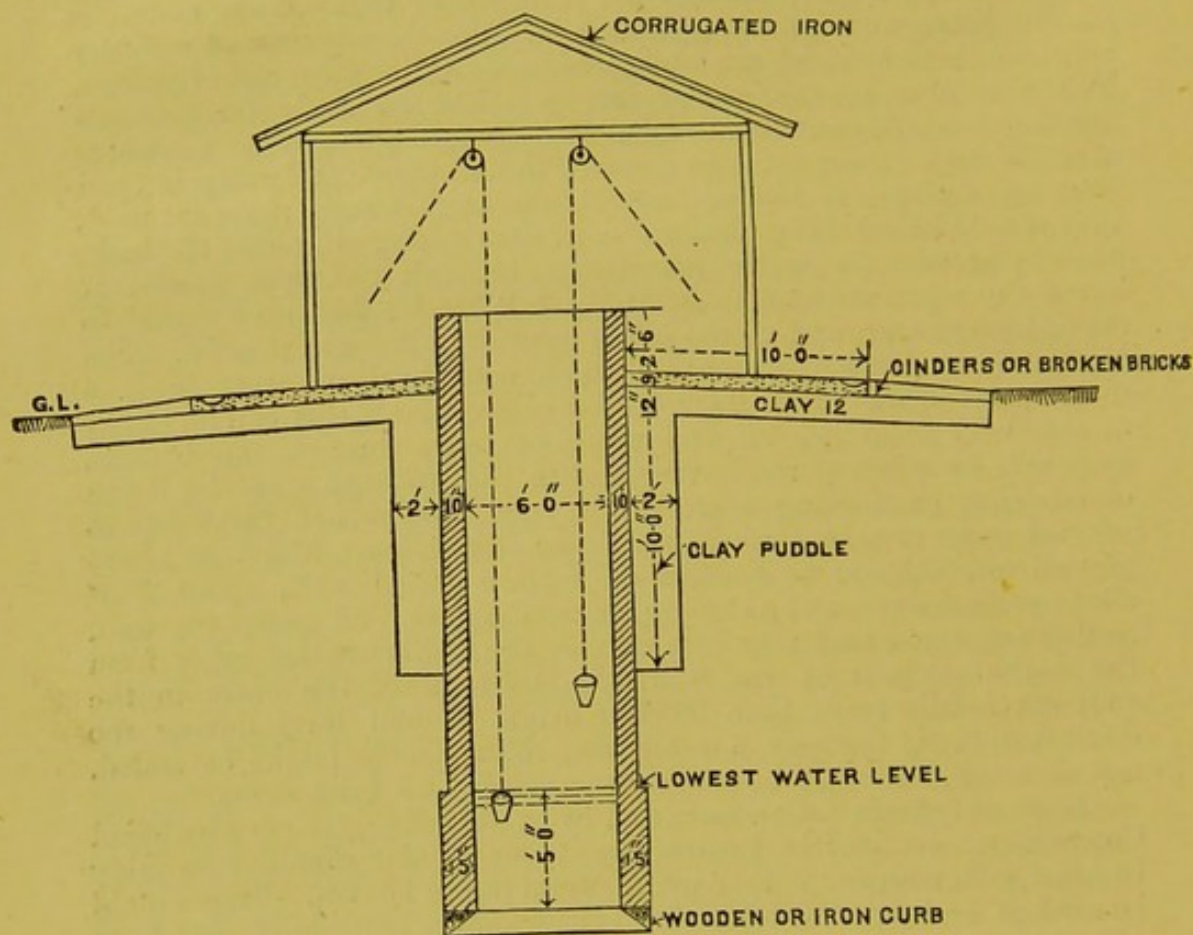 CORRUGATED IRON
2'-6"
10'-0"
CINDERS OR BROKEN BRICKS
G.L.
9"
CLAY 12
12"
2'
10"
6'-0"
10
2'
10'-0"
CLAY PUDDLE
LOWEST WATER LEVEL
5'-0"
15"
15"
WOODEN OR IRON CURB